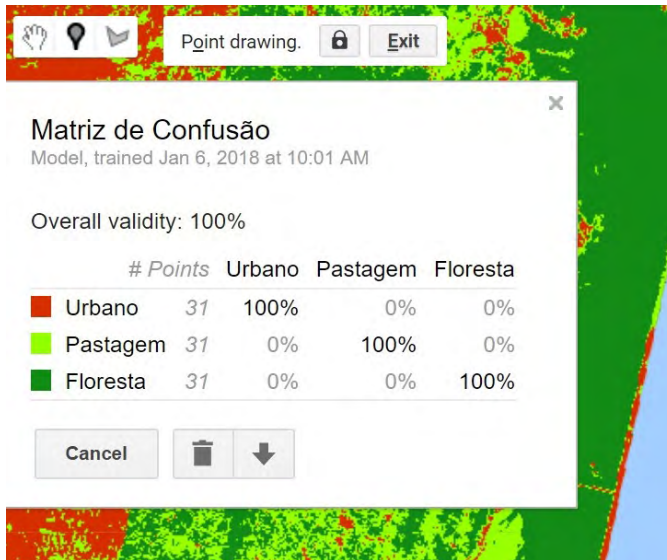 Point drawing. Exit
Matriz de Confusão
Model, trained Jan 6, 2018 at 10:01 AM
Overall validity: 100%
# Points Urbano Pastagem Floresta
Urbano 31 100% 0% 0%
Pastagem 31 0% 100% 0%
Floresta 31 0% 0% 100%
Cancel